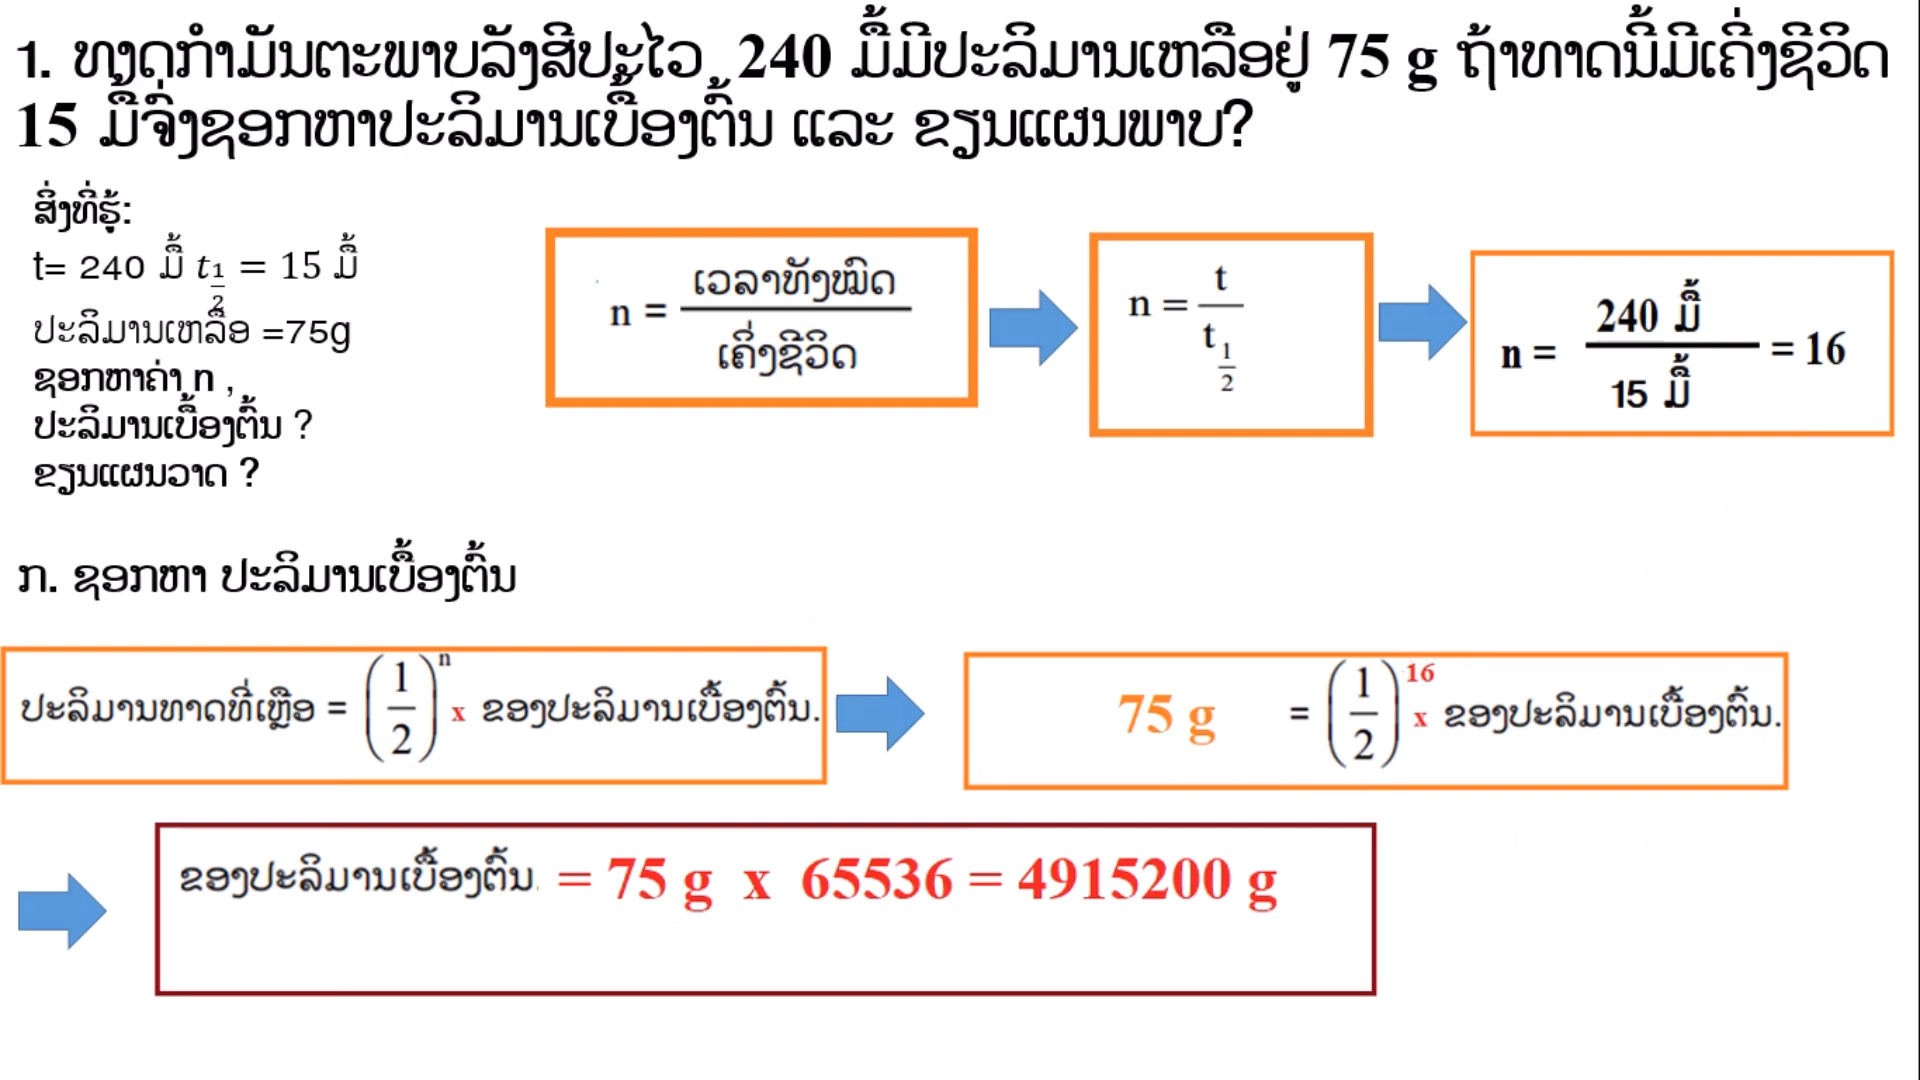 1. ທາດກຳມັນຕະພາບລັງສີປະໄວ 240 ມື້ມີປະລິມານເຫລືອຢູ່ 75 g ຖ້າທາດນີ້ມີເຄິ່ງຊີວິດ
15 ມື້ຈົ່ງຊອກຫາປະລິມານເບື້ອງຕົ້ນ ແລະ ຂຽນແຜນພາບ?
ສິ່ງທີ່ຮູ້:
t= 240 ມື້ t½ = 15 ມື້
ປະລິມານເຫລືອ =75g
ຊອກຫາຄ່າ n ,
ປະລິມານເບື້ອງຕົ້ນ ?
ຂຽນແຜນວາດ ?
n = ເວລາທັງໝົດ / ເຄິ່ງຊີວິດ
n = t / t½
n = 240 ມື້ / 15 ມື້ = 16
ກ. ຊອກຫາ ປະລິມານເບື້ອງຕົ້ນ
ປະລິມານທາດທີ່ເຫຼືອ = (1/2)ⁿ x ຂອງປະລິມານເບື້ອງຕົ້ນ.
75 g = (1/2)¹⁶ x ຂອງປະລິມານເບື້ອງຕົ້ນ.
ຂອງປະລິມານເບື້ອງຕົ້ນ. = 75 g x 65536 = 4915200 g